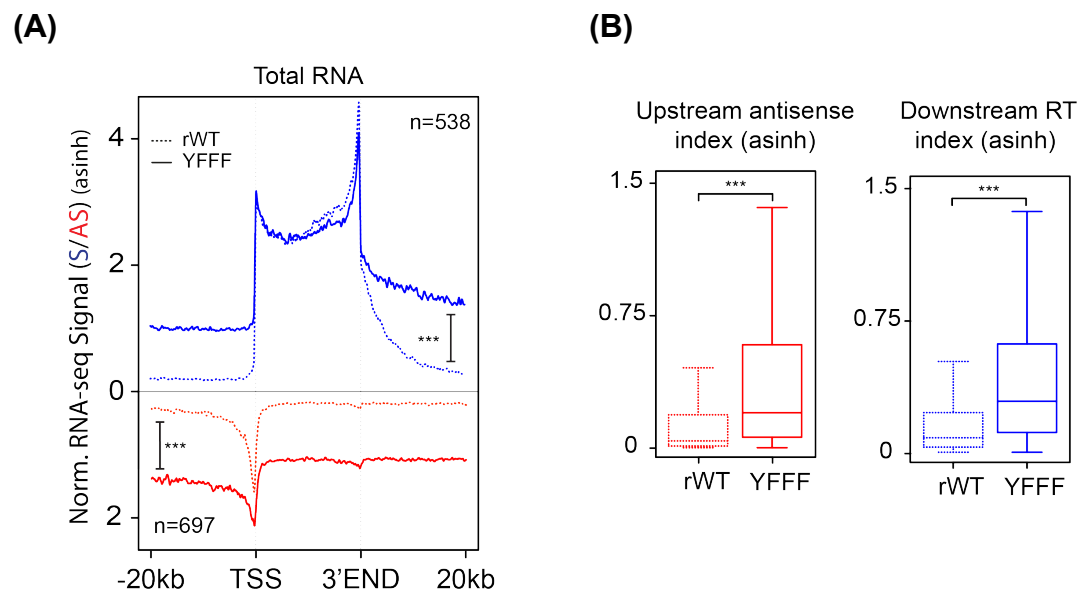 (A)
Total RNA
n=538
rWT
YFFF
Norm. RNA-seq Signal (S/AS) (asinh)
4
2
0
2
***
***
n=697
-20kb TSS 3'END 20kb
(B)
Upstream antisense
index (asinh)
1.5
0.75
0
***
rWT YFFF
Downstream RT
index (asinh)
1.5
0.75
0
***
rWT YFFF